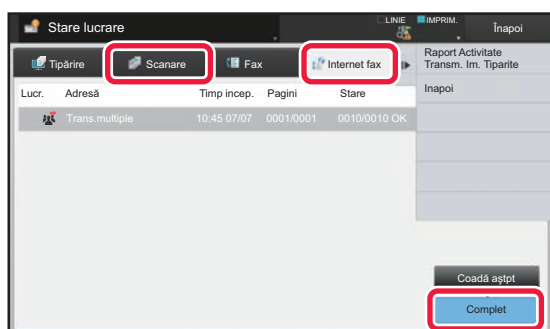 Stare lucrare
LINIE
IMPRIM.
Înapoi
Tipărire
Scanare
Fax
Internet fax
Raport Activitate
Transm. Im. Tiparite
Lucr.
Adresă
Timp incep.
Pagini
Stare
Inapoi
Trans.multiple
10:45 07/07
0001/0001
0010/0010 OK
Coadă aştpt
Complet